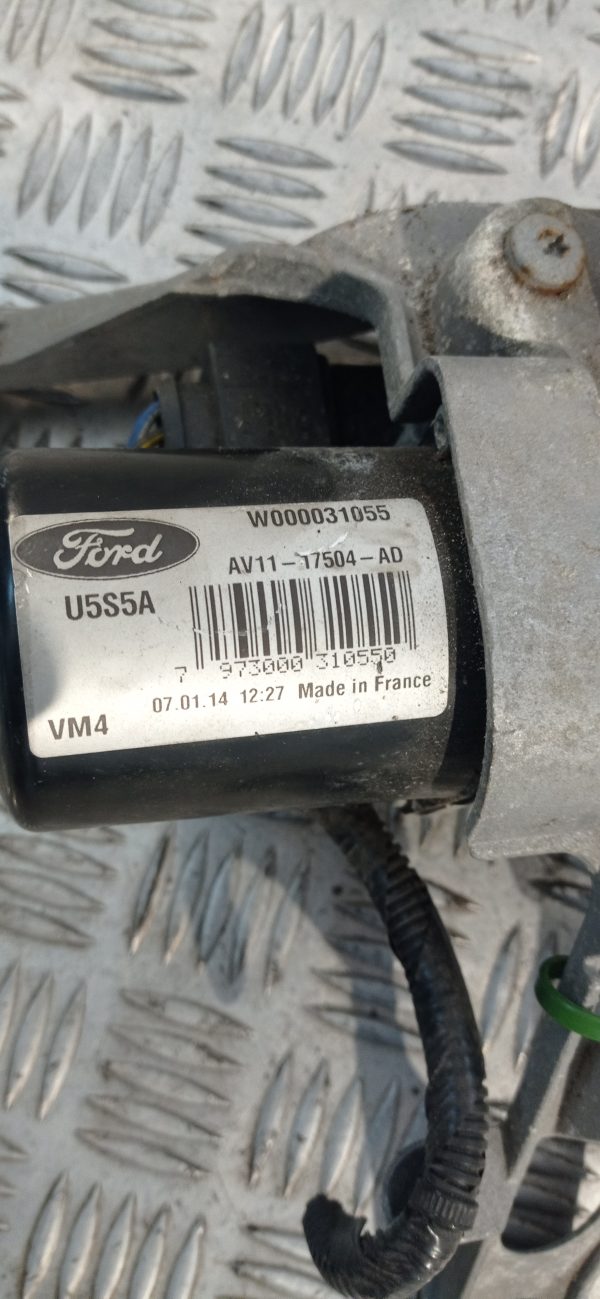 Ford
W000031055
AV11-17504-AD
U5S5A
7 973000 310550
07.01.14 12:27 Made in France
VM4